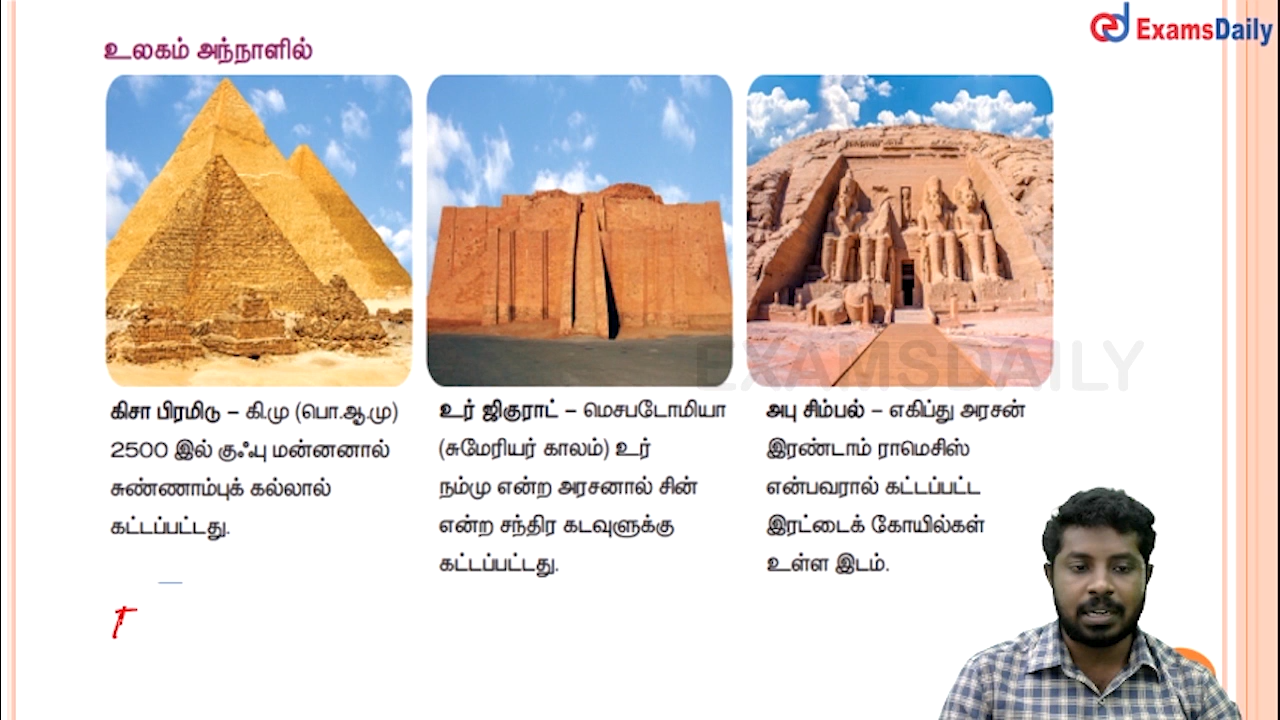 ExamsDaily
உலகம் அந்நாளில்
கிசா பிரமிடு – கி.மு (பொ.ஆ.மு)
2500 இல் குஃபு மன்னனால்
சுண்ணாம்புக் கல்லால்
கட்டப்பட்டது.
உர் ஜிகுராட் – மெசபடோமியா
(சுமேரியர் காலம்) உர்
நம்மு என்ற அரசனால் சின்
என்ற சந்திர கடவுளுக்கு
கட்டப்பட்டது.
அபு சிம்பல் – எகிப்து அரசன்
இரண்டாம் ராமெசிஸ்
என்பவரால் கட்டப்பட்ட
இரட்டைக் கோயில்கள்
உள்ள இடம்.
EXAMSDAILY